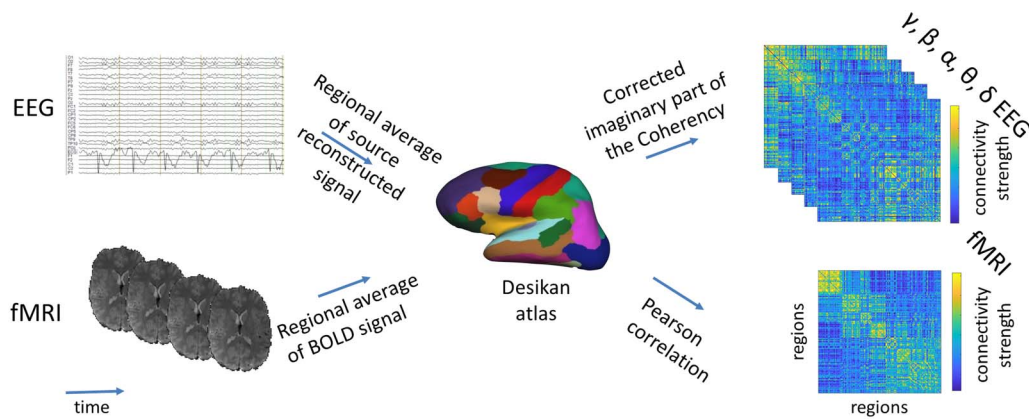 EEG
Regional average
of source
reconstructed
signal
Corrected
imaginary part of
the Coherency
γ, β, α, θ, δ EEG
connectivity
strength
fMRI
Regional average
of BOLD signal
time
Desikan
atlas
Pearson
correlation
fMRI
regions
regions
connectivity
strength